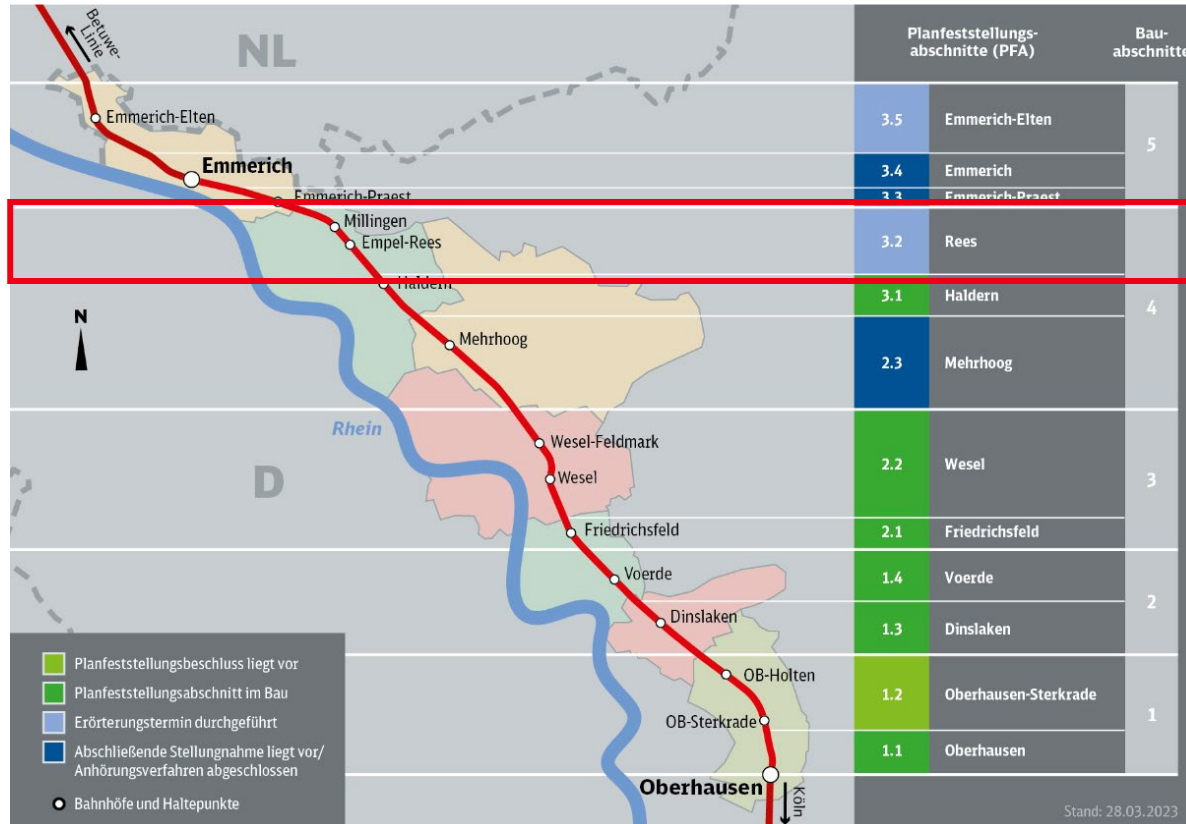 Betuwe-
Linie
NL
Emmerich-Elten
Emmerich
Emmerich-Praest
Millingen
Empel-Rees
Haldern
N
Mehrhoog
Rhein
Wesel-Feldmark
D
Wesel
Friedrichsfeld
Voerde
Dinslaken
OB-Holten
OB-Sterkrade
Oberhausen
Köln
Planfeststellungsbeschluss liegt vor
Planfeststellungsabschnitt im Bau
Erörterungstermin durchgeführt
Abschließende Stellungnahme liegt vor/
Anhörungsverfahren abgeschlossen
Bahnhöfe und Haltepunkte
Planfeststellungs-
abschnitte (PFA)
Bau-
abschnitte
3.5 Emmerich-Elten
5
3.4 Emmerich
3.3 Emmerich-Praest
3.2 Rees
3.1 Haldern
4
2.3 Mehrhoog
2.2 Wesel
3
2.1 Friedrichsfeld
1.4 Voerde
2
1.3 Dinslaken
1.2 Oberhausen-Sterkrade
1
1.1 Oberhausen
Stand: 28.03.2023